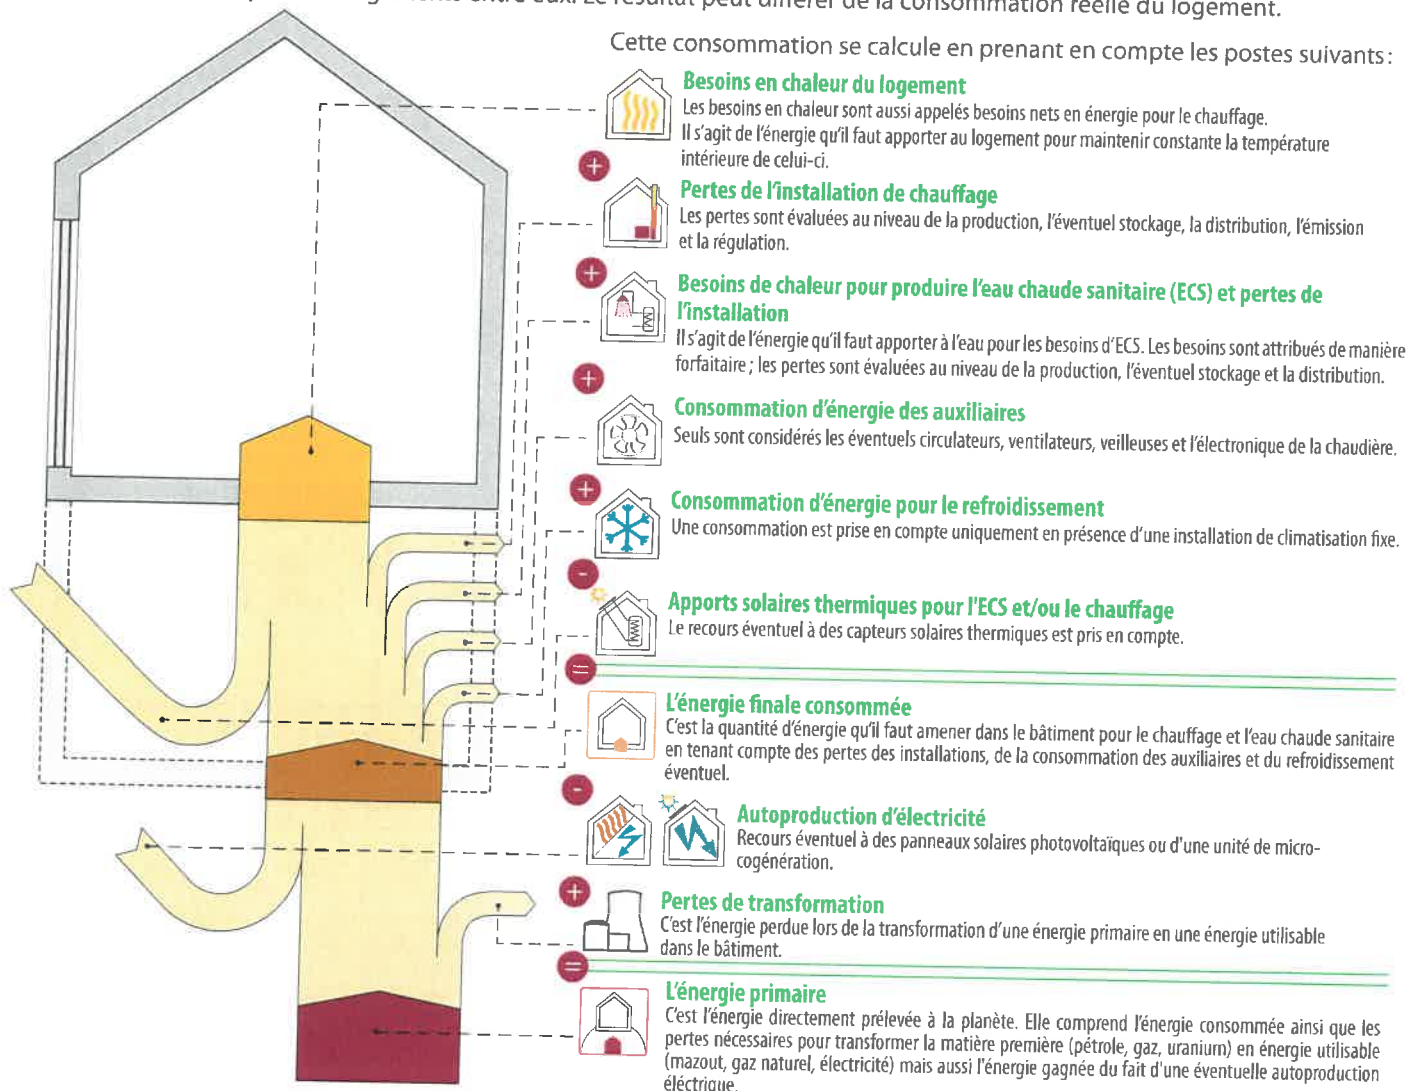 entre eux. Le résultat peut différer de la consommation réelle du logement.
Cette consommation se calcule en prenant en compte les postes suivants :
Besoins en chaleur du logement
Les besoins en chaleur sont aussi appelés besoins nets en énergie pour le chauffage.
Il s'agit de l'énergie qu'il faut apporter au logement pour maintenir constante la température
intérieure de celui-ci.
+
Pertes de l'installation de chauffage
Les pertes sont évaluées au niveau de la production, l'éventuel stockage, la distribution, l'émission
et la régulation.
+
Besoins de chaleur pour produire l'eau chaude sanitaire (ECS) et pertes de
l'installation
Il s'agit de l'énergie qu'il faut apporter à l'eau pour les besoins d'ECS. Les besoins sont attribués de manière
forfaitaire ; les pertes sont évaluées au niveau de la production, l'éventuel stockage et la distribution.
+
Consommation d'énergie des auxiliaires
Seuls sont considérés les éventuels circulateurs, ventilateurs, veilleuses et l'électronique de la chaudière.
+
Consommation d'énergie pour le refroidissement
Une consommation est prise en compte uniquement en présence d'une installation de climatisation fixe.
-
Apports solaires thermiques pour l'ECS et/ou le chauffage
Le recours éventuel à des capteurs solaires thermiques est pris en compte.
=
L'énergie finale consommée
C'est la quantité d'énergie qu'il faut amener dans le bâtiment pour le chauffage et l'eau chaude sanitaire
en tenant compte des pertes des installations, de la consommation des auxiliaires et du refroidissement
éventuel.
-
Autoproduction d'électricité
Recours éventuel à des panneaux solaires photovoltaïques ou d'une unité de micro-
cogénération.
+
Pertes de transformation
C'est l'énergie perdue lors de la transformation d'une énergie primaire en une énergie utilisable
dans le bâtiment.
=
L'énergie primaire
C'est l'énergie directement prélevée à la planète. Elle comprend l'énergie consommée ainsi que les
pertes nécessaires pour transformer la matière première (pétrole, gaz, uranium) en énergie utilisable
(mazout, gaz naturel, électricité) mais aussi l'énergie gagnée du fait d'une éventuelle autoproduction
éléctrique.